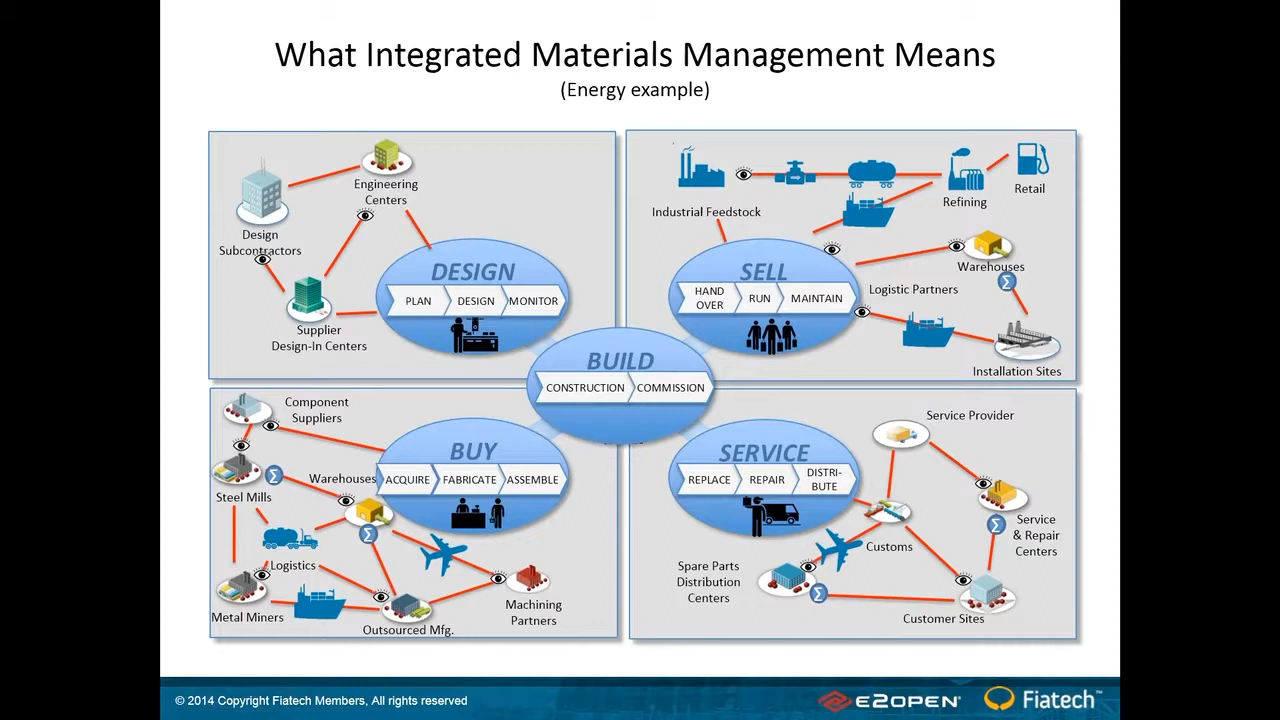 What Integrated Materials Management Means
(Energy example)
Engineering
Centers
Design
Subcontractors
Supplier
Design-In Centers
DESIGN
PLAN
DESIGN
MONITOR
Industrial Feedstock
Refining
Retail
SELL
HAND
OVER
RUN
MAINTAIN
Warehouses
Σ
Logistic Partners
Installation Sites
BUILD
CONSTRUCTION
COMMISSION
Component
Suppliers
Steel Mills
Σ
Warehouses
Σ
BUY
ACQUIRE
FABRICATE
ASSEMBLE
Logistics
Metal Miners
Outsourced Mfg.
Machining
Partners
SERVICE
REPLACE
REPAIR
DISTRI-
BUTE
Service Provider
Service
& Repair
Centers
Σ
Customs
Spare Parts
Distribution
Centers
Σ
Customer Sites
© 2014 Copyright Fiatech Members, All rights reserved
E2OPEN
Fiatech™